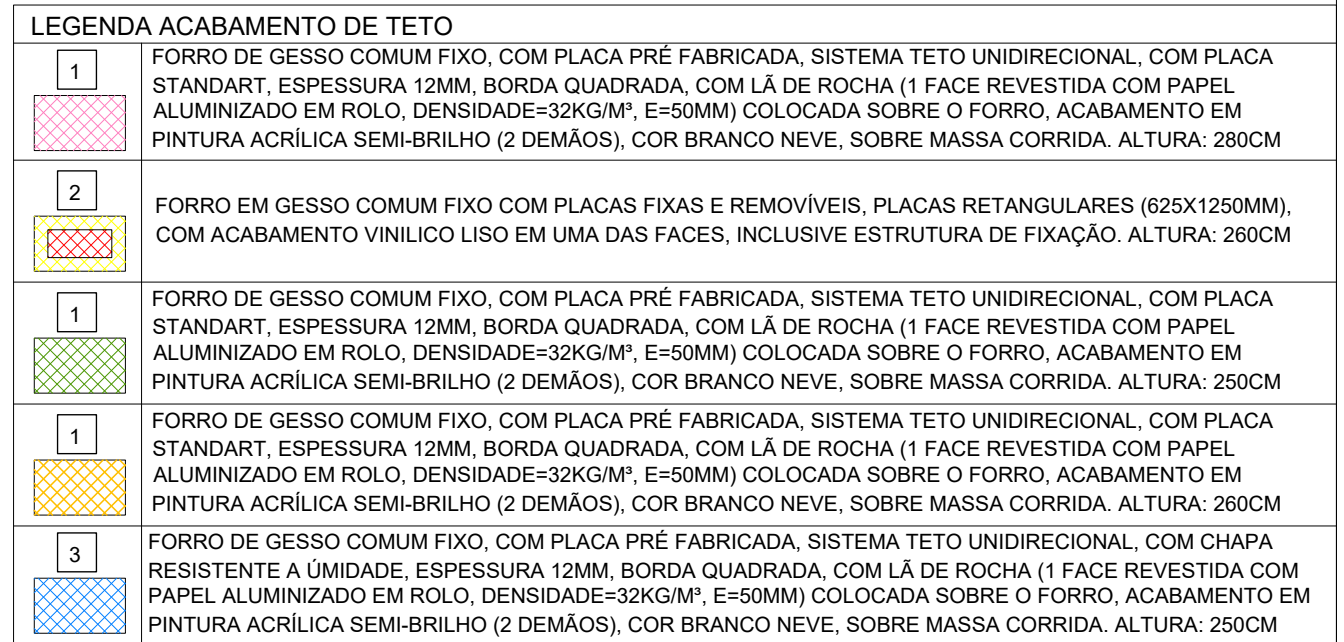 LEGENDA ACABAMENTO DE TETO
1
FORRO DE GESSO COMUM FIXO, COM PLACA PRÉ FABRICADA, SISTEMA TETO UNIDIRECIONAL, COM PLACA
STANDART, ESPESSURA 12MM, BORDA QUADRADA, COM LÃ DE ROCHA (1 FACE REVESTIDA COM PAPEL
ALUMINIZADO EM ROLO, DENSIDADE=32KG/M³, E=50MM) COLOCADA SOBRE O FORRO, ACABAMENTO EM
PINTURA ACRÍLICA SEMI-BRILHO (2 DEMÃOS), COR BRANCO NEVE, SOBRE MASSA CORRIDA. ALTURA: 280CM
2
FORRO EM GESSO COMUM FIXO COM PLACAS FIXAS E REMOVÍVEIS, PLACAS RETANGULARES (625X1250MM),
COM ACABAMENTO VINILICO LISO EM UMA DAS FACES, INCLUSIVE ESTRUTURA DE FIXAÇÃO. ALTURA: 260CM
1
FORRO DE GESSO COMUM FIXO, COM PLACA PRÉ FABRICADA, SISTEMA TETO UNIDIRECIONAL, COM PLACA
STANDART, ESPESSURA 12MM, BORDA QUADRADA, COM LÃ DE ROCHA (1 FACE REVESTIDA COM PAPEL
ALUMINIZADO EM ROLO, DENSIDADE=32KG/M³, E=50MM) COLOCADA SOBRE O FORRO, ACABAMENTO EM
PINTURA ACRÍLICA SEMI-BRILHO (2 DEMÃOS), COR BRANCO NEVE, SOBRE MASSA CORRIDA. ALTURA: 250CM
1
FORRO DE GESSO COMUM FIXO, COM PLACA PRÉ FABRICADA, SISTEMA TETO UNIDIRECIONAL, COM PLACA
STANDART, ESPESSURA 12MM, BORDA QUADRADA, COM LÃ DE ROCHA (1 FACE REVESTIDA COM PAPEL
ALUMINIZADO EM ROLO, DENSIDADE=32KG/M³, E=50MM) COLOCADA SOBRE O FORRO, ACABAMENTO EM
PINTURA ACRÍLICA SEMI-BRILHO (2 DEMÃOS), COR BRANCO NEVE, SOBRE MASSA CORRIDA. ALTURA: 260CM
3
FORRO DE GESSO COMUM FIXO, COM PLACA PRÉ FABRICADA, SISTEMA TETO UNIDIRECIONAL, COM CHAPA
RESISTENTE A ÚMIDADE, ESPESSURA 12MM, BORDA QUADRADA, COM LÃ DE ROCHA (1 FACE REVESTIDA COM
PAPEL ALUMINIZADO EM ROLO, DENSIDADE=32KG/M³, E=50MM) COLOCADA SOBRE O FORRO, ACABAMENTO EM
PINTURA ACRÍLICA SEMI-BRILHO (2 DEMÃOS), COR BRANCO NEVE, SOBRE MASSA CORRIDA. ALTURA: 250CM